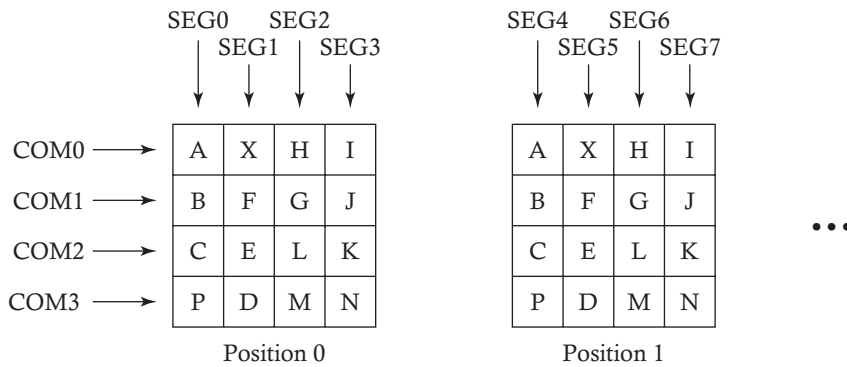 SEG0 SEG2 SEG4 SEG6
SEG1 SEG3 SEG5 SEG7
COM0 A X H I A X H I
COM1 B F G J B F G J
COM2 C E L K C E L K
COM3 P D M N P D M N
Position 0 Position 1